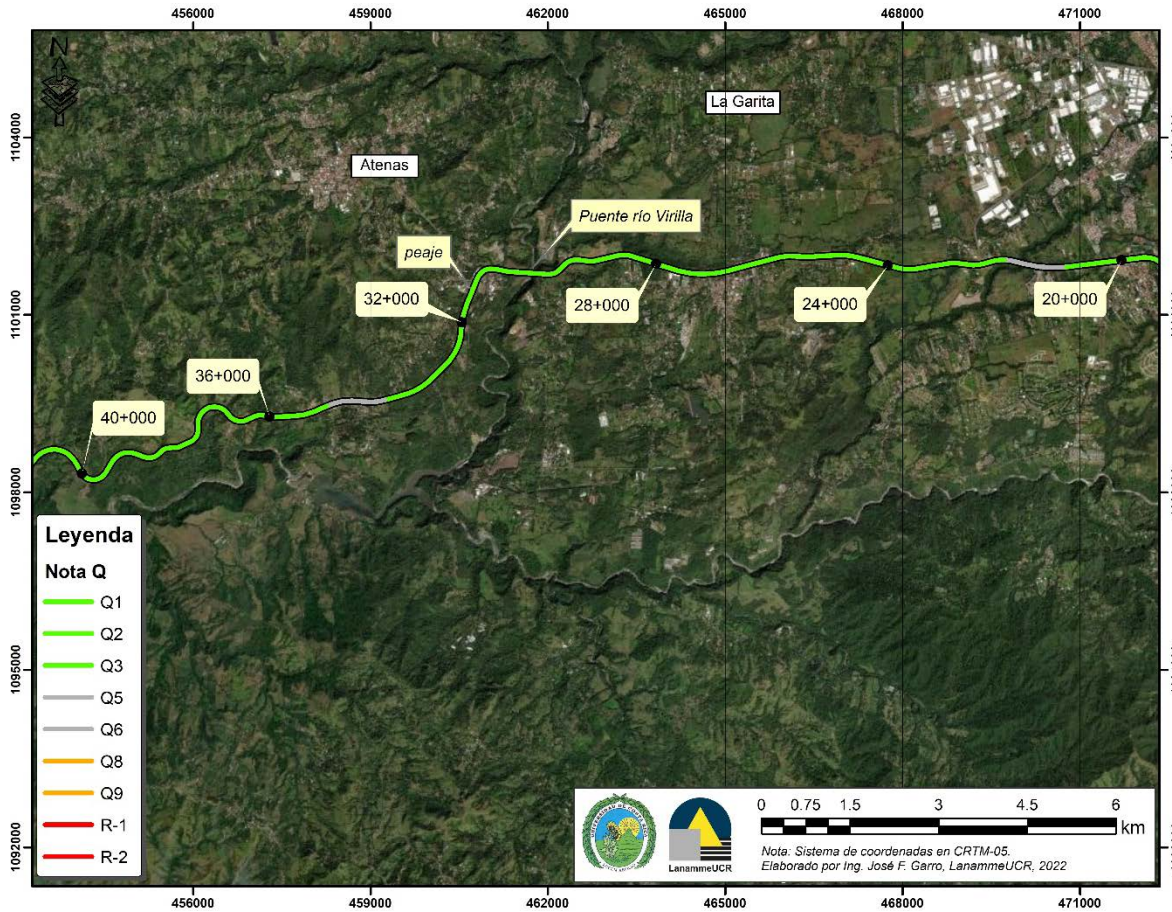 456000 459000 462000 465000 468000 471000
N
La Garita
1104000
Atenas
Puente río Virilla
peaje
32+000
28+000
24+000
20+000
1101000
36+000
40+000
1098000
Leyenda
Nota Q
Q1
Q2
Q3
Q5
Q6
Q8
Q9
R-1
R-2
1095000
1092000
0 0.75 1.5 3 4.5 6
km
LanammeUCR
Nota: Sistema de coordenadas en CRTM-05.
Elaborado por Ing. José F. Garro, LanammeUCR, 2022
456000 459000 462000 465000 468000 471000